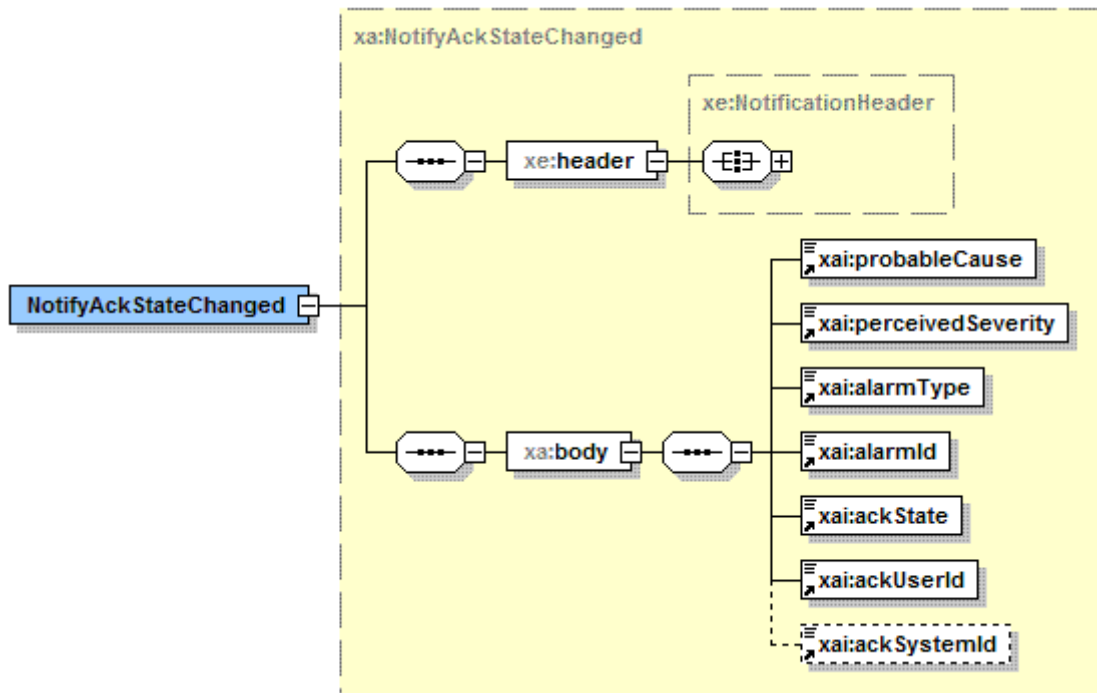 xa:NotifyAckStateChanged
xe:NotificationHeader
xe:header
NotifyAckStateChanged
xa:body
xai:probableCause
xai:perceivedSeverity
xai:alarmType
xai:alarmId
xai:ackState
xai:ackUserId
xai:ackSystemId